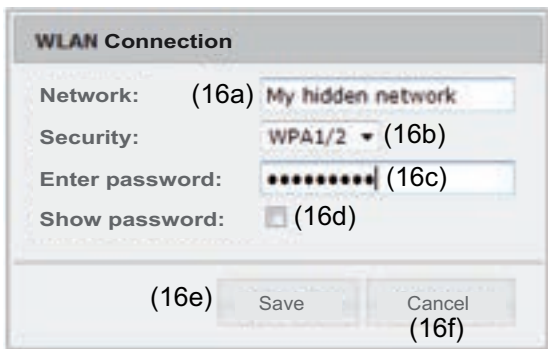 WLAN Connection
Network: (16a) My hidden network
Security: WPA1/2 (16b)
Enter password: ••••••••• (16c)
Show password: (16d)
(16e) Save Cancel
(16f)